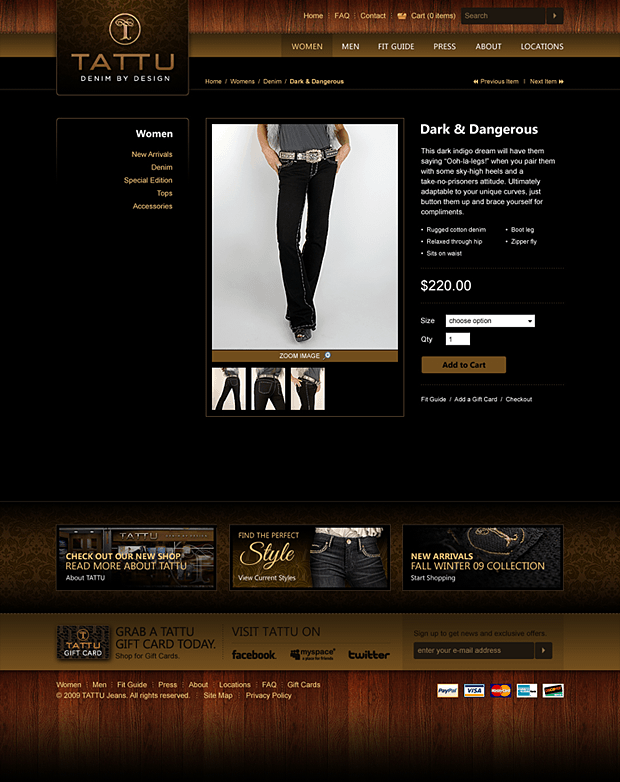 Home FAQ Contact Cart (0 items) Search
TATTU
DENIM BY DESIGN
WOMEN MEN FIT GUIDE PRESS ABOUT LOCATIONS
Home / Womens / Denim / Dark & Dangerous
Previous Item | Next Item
Women
New Arrivals
Denim
Special Edition
Tops
Accessories
ZOOM IMAGE
Dark & Dangerous
This dark indigo dream will have them
saying "Ooh-la-legs!" when you pair them
with some sky-high heels and a
take-no-prisoners attitude. Ultimately
adaptable to your unique curves, just
button them up and brace yourself for
compliments.
• Rugged cotton denim • Boot leg
• Relaxed through hip • Zipper fly
• Sits on waist
$220.00
Size choose option
Qty 1
Add to Cart
Fit Guide / Add a Gift Card / Checkout
TATTU DENIM BY DESIGN
CHECK OUT OUR NEW SHOP
READ MORE ABOUT TATTU
About TATTU
FIND THE PERFECT
Style
View Current Styles
NEW ARRIVALS
FALL WINTER 09 COLLECTION
Start Shopping
TATTU
GIFT CARD
GRAB A TATTU
GIFT CARD TODAY.
Shop for Gift Cards.
VISIT TATTU ON
facebook. myspace twitter
a place for friends
Sign up to get news and exclusive offers.
enter your e-mail address
Women Men Fit Guide Press About Locations FAQ Gift Cards
© 2009 TATTU Jeans. All rights reserved. Site Map Privacy Policy
PayPal VISA MasterCard